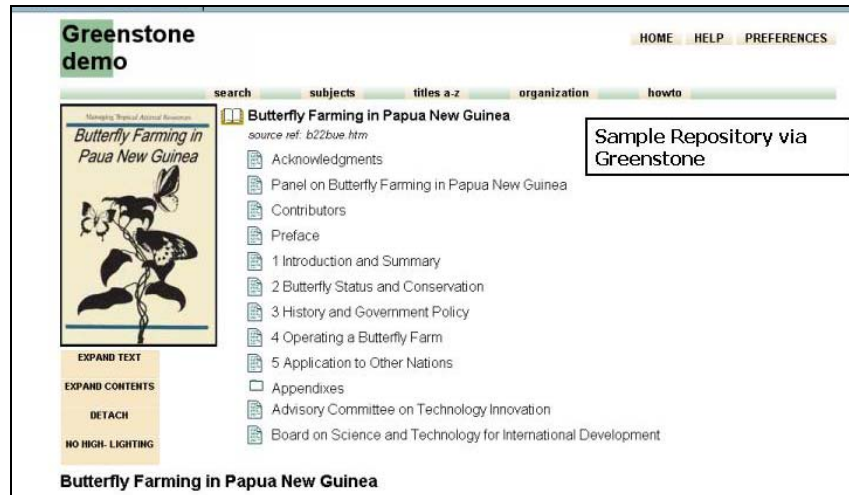 Greenstone
demo
HOME HELP PREFERENCES
search subjects titles a-z organization howto
Managing Tropical Animal Resources
Butterfly Farming in
Paua New Guinea
Butterfly Farming in Papua New Guinea
source ref: b22bue.htm
Sample Repository via
Greenstone
Acknowledgments
Panel on Butterfly Farming in Papua New Guinea
Contributors
Preface
1 Introduction and Summary
2 Butterfly Status and Conservation
3 History and Government Policy
4 Operating a Butterfly Farm
5 Application to Other Nations
Appendixes
Advisory Committee on Technology Innovation
Board on Science and Technology for International Development
EXPAND TEXT
EXPAND CONTENTS
DETACH
NO HIGH- LIGHTING
Butterfly Farming in Papua New Guinea